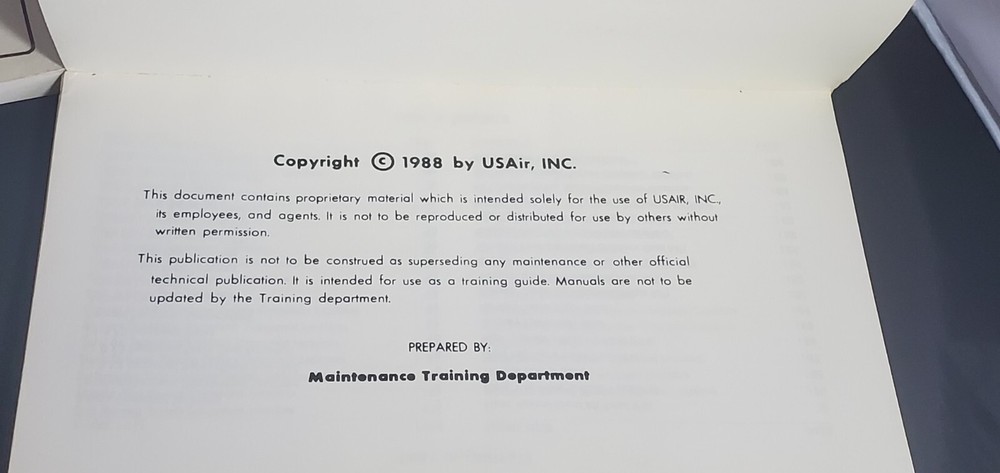 Copyright © 1988 by USAir, INC.
This document contains proprietary material which is intended solely for the use of USAIR, INC.,
its employees, and agents. It is not to be reproduced or distributed for use by others without
written permission.
This publication is not to be construed as superseding any maintenance or other official
technical publication. It is intended for use as a training guide. Manuals are not to be
updated by the Training department.
PREPARED BY:
Maintenance Training Department